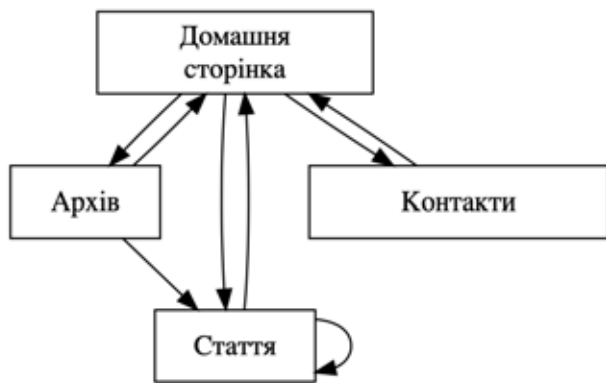 Домашня
сторінка
Архів
Контакти
Стаття